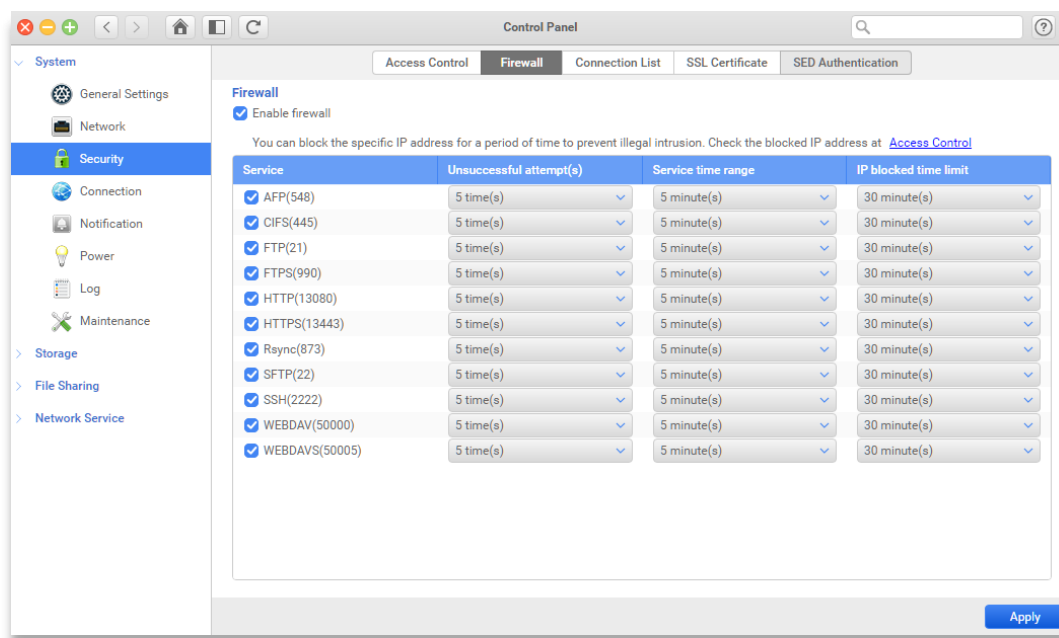 Control Panel
?
System
General Settings
Network
Security
Connection
Notification
Power
Log
Maintenance
Storage
File Sharing
Network Service
Access Control Firewall Connection List SSL Certificate SED Authentication
Firewall
Enable firewall
You can block the specific IP address for a period of time to prevent illegal intrusion. Check the blocked IP address at Access Control
Service Unsuccessful attempt(s) Service time range IP blocked time limit
AFP(548) 5 time(s) 5 minute(s) 30 minute(s)
CIFS(445) 5 time(s) 5 minute(s) 30 minute(s)
FTP(21) 5 time(s) 5 minute(s) 30 minute(s)
FTPS(990) 5 time(s) 5 minute(s) 30 minute(s)
HTTP(13080) 5 time(s) 5 minute(s) 30 minute(s)
HTTPS(13443) 5 time(s) 5 minute(s) 30 minute(s)
Rsync(873) 5 time(s) 5 minute(s) 30 minute(s)
SFTP(22) 5 time(s) 5 minute(s) 30 minute(s)
SSH(2222) 5 time(s) 5 minute(s) 30 minute(s)
WEBDAV(50000) 5 time(s) 5 minute(s) 30 minute(s)
WEBDAVS(50005) 5 time(s) 5 minute(s) 30 minute(s)
Apply